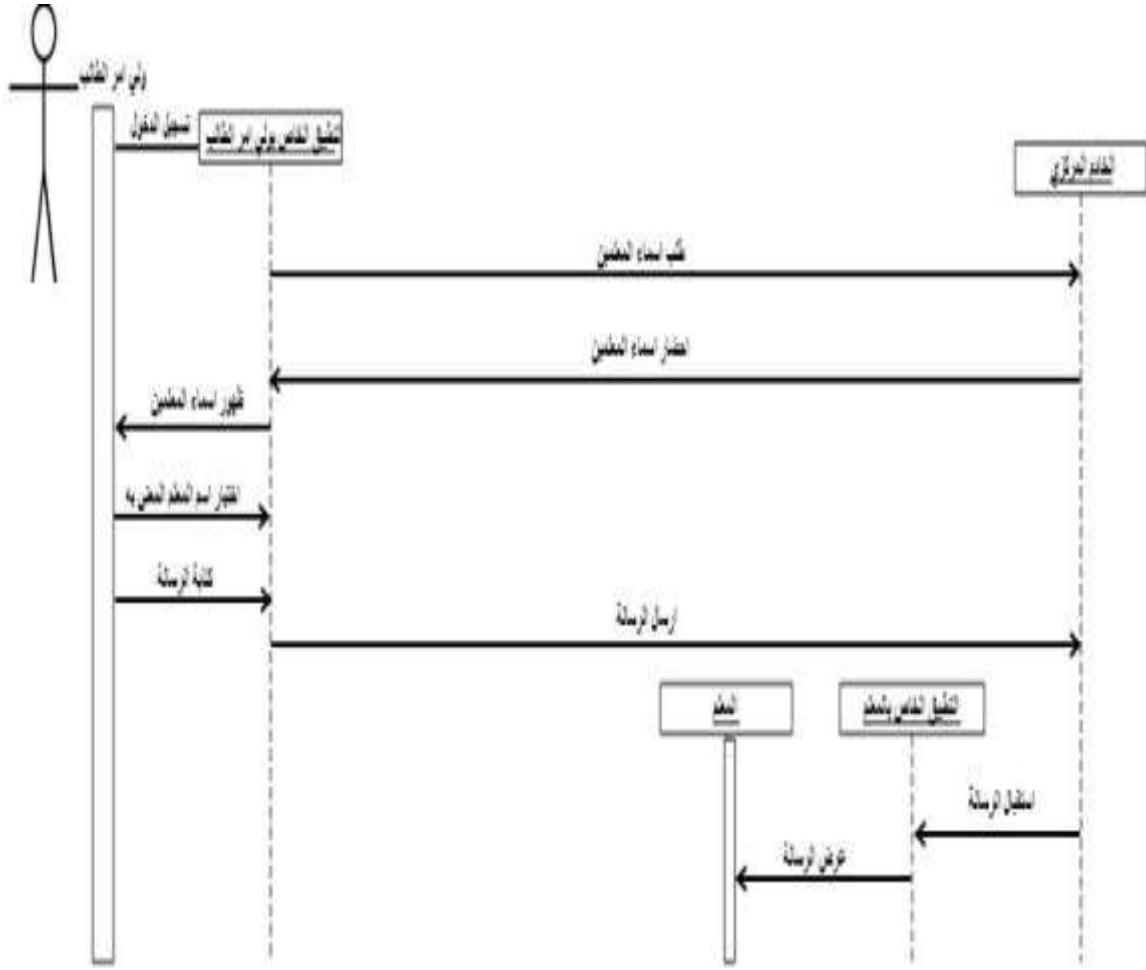 ولي امر الطالب
تسجيل الدخول
التطبيق الخاص بولي امر الطالب
الخادم المركزي
طلب اسماء المعلمين
احضار اسماء المعلمين
ظهور اسماء المعلمين
اختيار اسم المعلم المعنى به
كتابة الرسالة
ارسال الرسالة
المعلم
التطبيق الخاص بالمعلم
استقبال الرسالة
عرض الرسالة